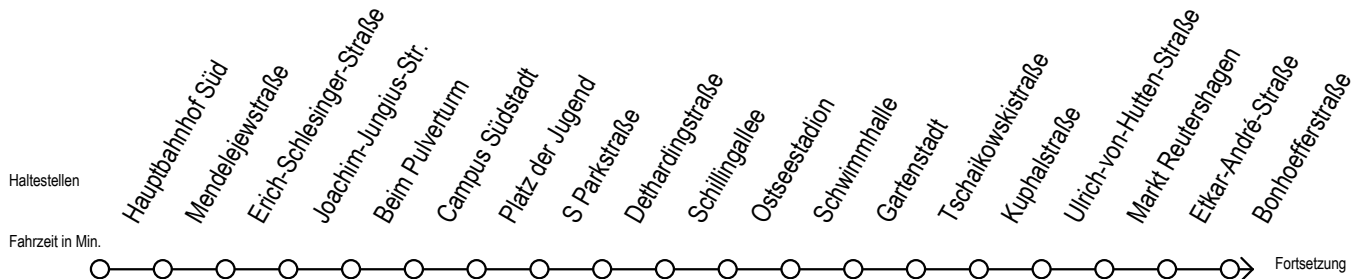 Haltestellen
Hauptbahnhof Süd
Mendelejewstraße
Erich-Schlesinger-Straße
Joachim-Jungius-Str.
Beim Pulverturm
Campus Südstadt
Platz der Jugend
S Parkstraße
Dethardingstraße
Schillingallee
Ostseestadion
Schwimmhalle
Gartenstadt
Tschaikowskistraße
Kuphalstraße
Ulrich-von-Hutten-Straße
Markt Reutershagen
Etkar-André-Straße
Bonhoefferstraße
Fahrzeit in Min.
Fortsetzung